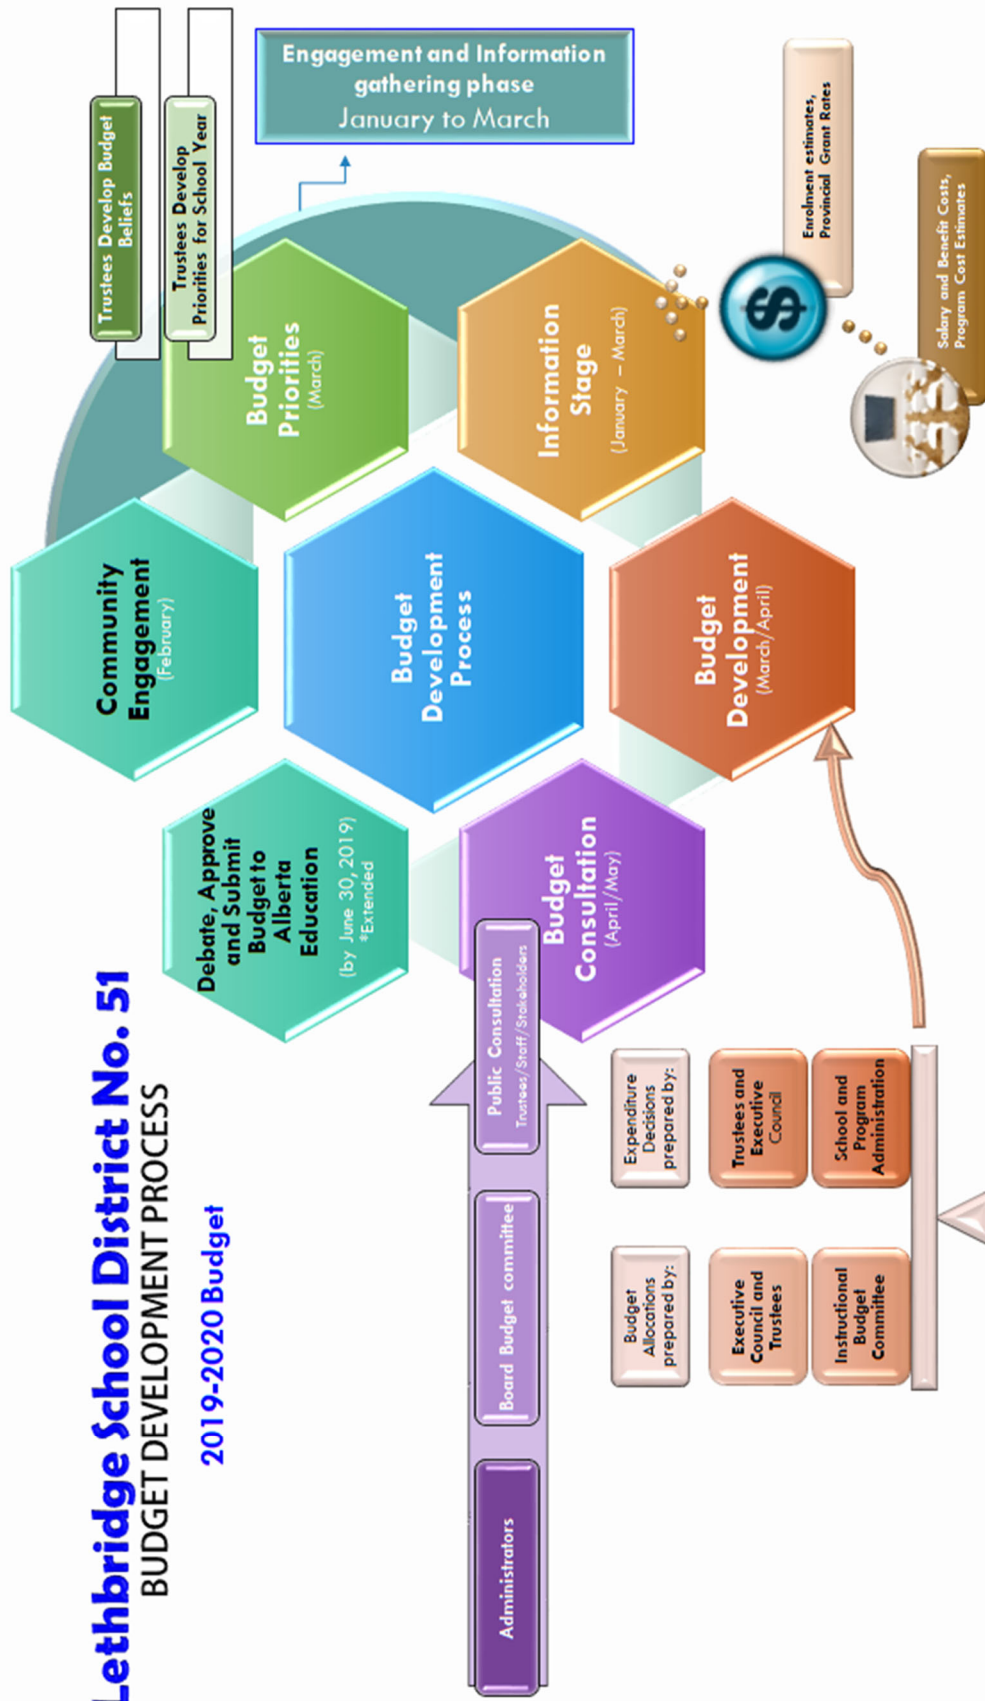 Lethbridge School District No. 51
BUDGET DEVELOPMENT PROCESS
2019-2020 Budget
Community
Engagement
(February)
Trustees Develop Budget
Beliefs
Trustees Develop
Priorities for School Year
Budget
Priorities
(March)
Engagement and Information
gathering phase
January to March
Debate, Approve
and Submit
Budget to
Alberta
Education
(by June 30, 2019)
*Extended
Budget
Development
Process
Information
Stage
(January – March)
Enrolment estimates,
Provincial Grant Rates
$
Salary and Benefit Costs,
Program Cost Estimates
Administrators
Board Budget committee
Public Consultation
Trustees/Staff/Stakeholders
Budget
Consultation
(April/May)
Budget
Development
(March/April)
Budget
Allocations
prepared by:
Executive
Council and
Trustees
Instructional
Budget
Committee
Expenditure
Decisions
prepared by:
Trustees and
Executive
Council
School and
Program
Administration